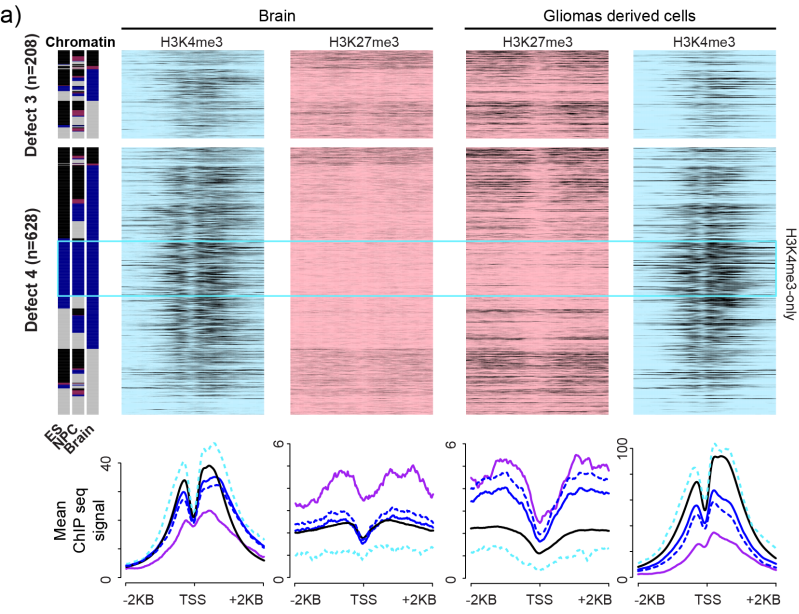 a)
Brain
Gliomas derived cells
Chromatin
H3K4me3
H3K27me3
H3K27me3
H3K4me3
Defect 3 (n=208)
Defect 4 (n=628)
H3K4me3-only
ES
NPC
Brain
Mean
ChIP seq
signal
40
20
0
6
0
6
0
100
0
-2KB TSS +2KB
-2KB TSS +2KB
-2KB TSS +2KB
-2KB TSS +2KB